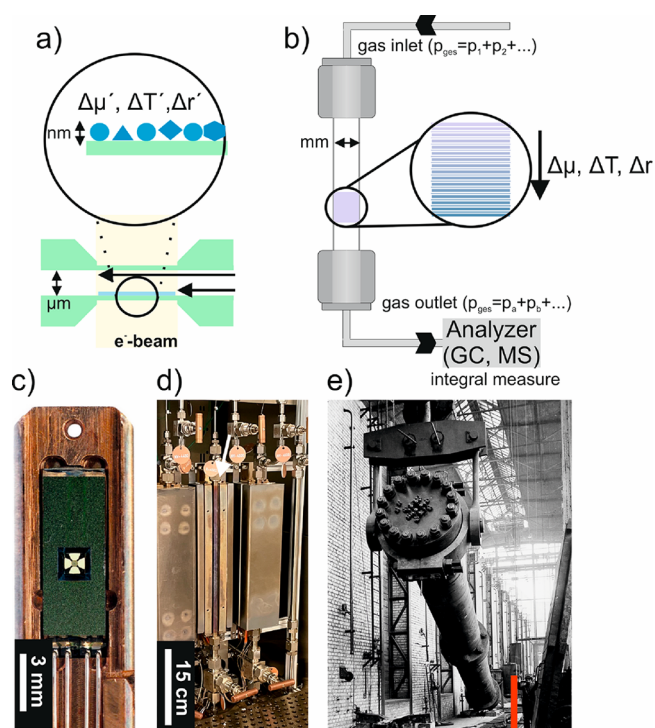 a)
Δμ´, ΔT´,Δr´
nm
μm
e⁻-beam
b)
gas inlet (pges=p1+p2+...)
mm
Δμ, ΔT, Δr
gas outlet (pges=pa+pb+...)
Analyzer
(GC, MS)
integral measure
c)
3 mm
d)
15 cm
e)